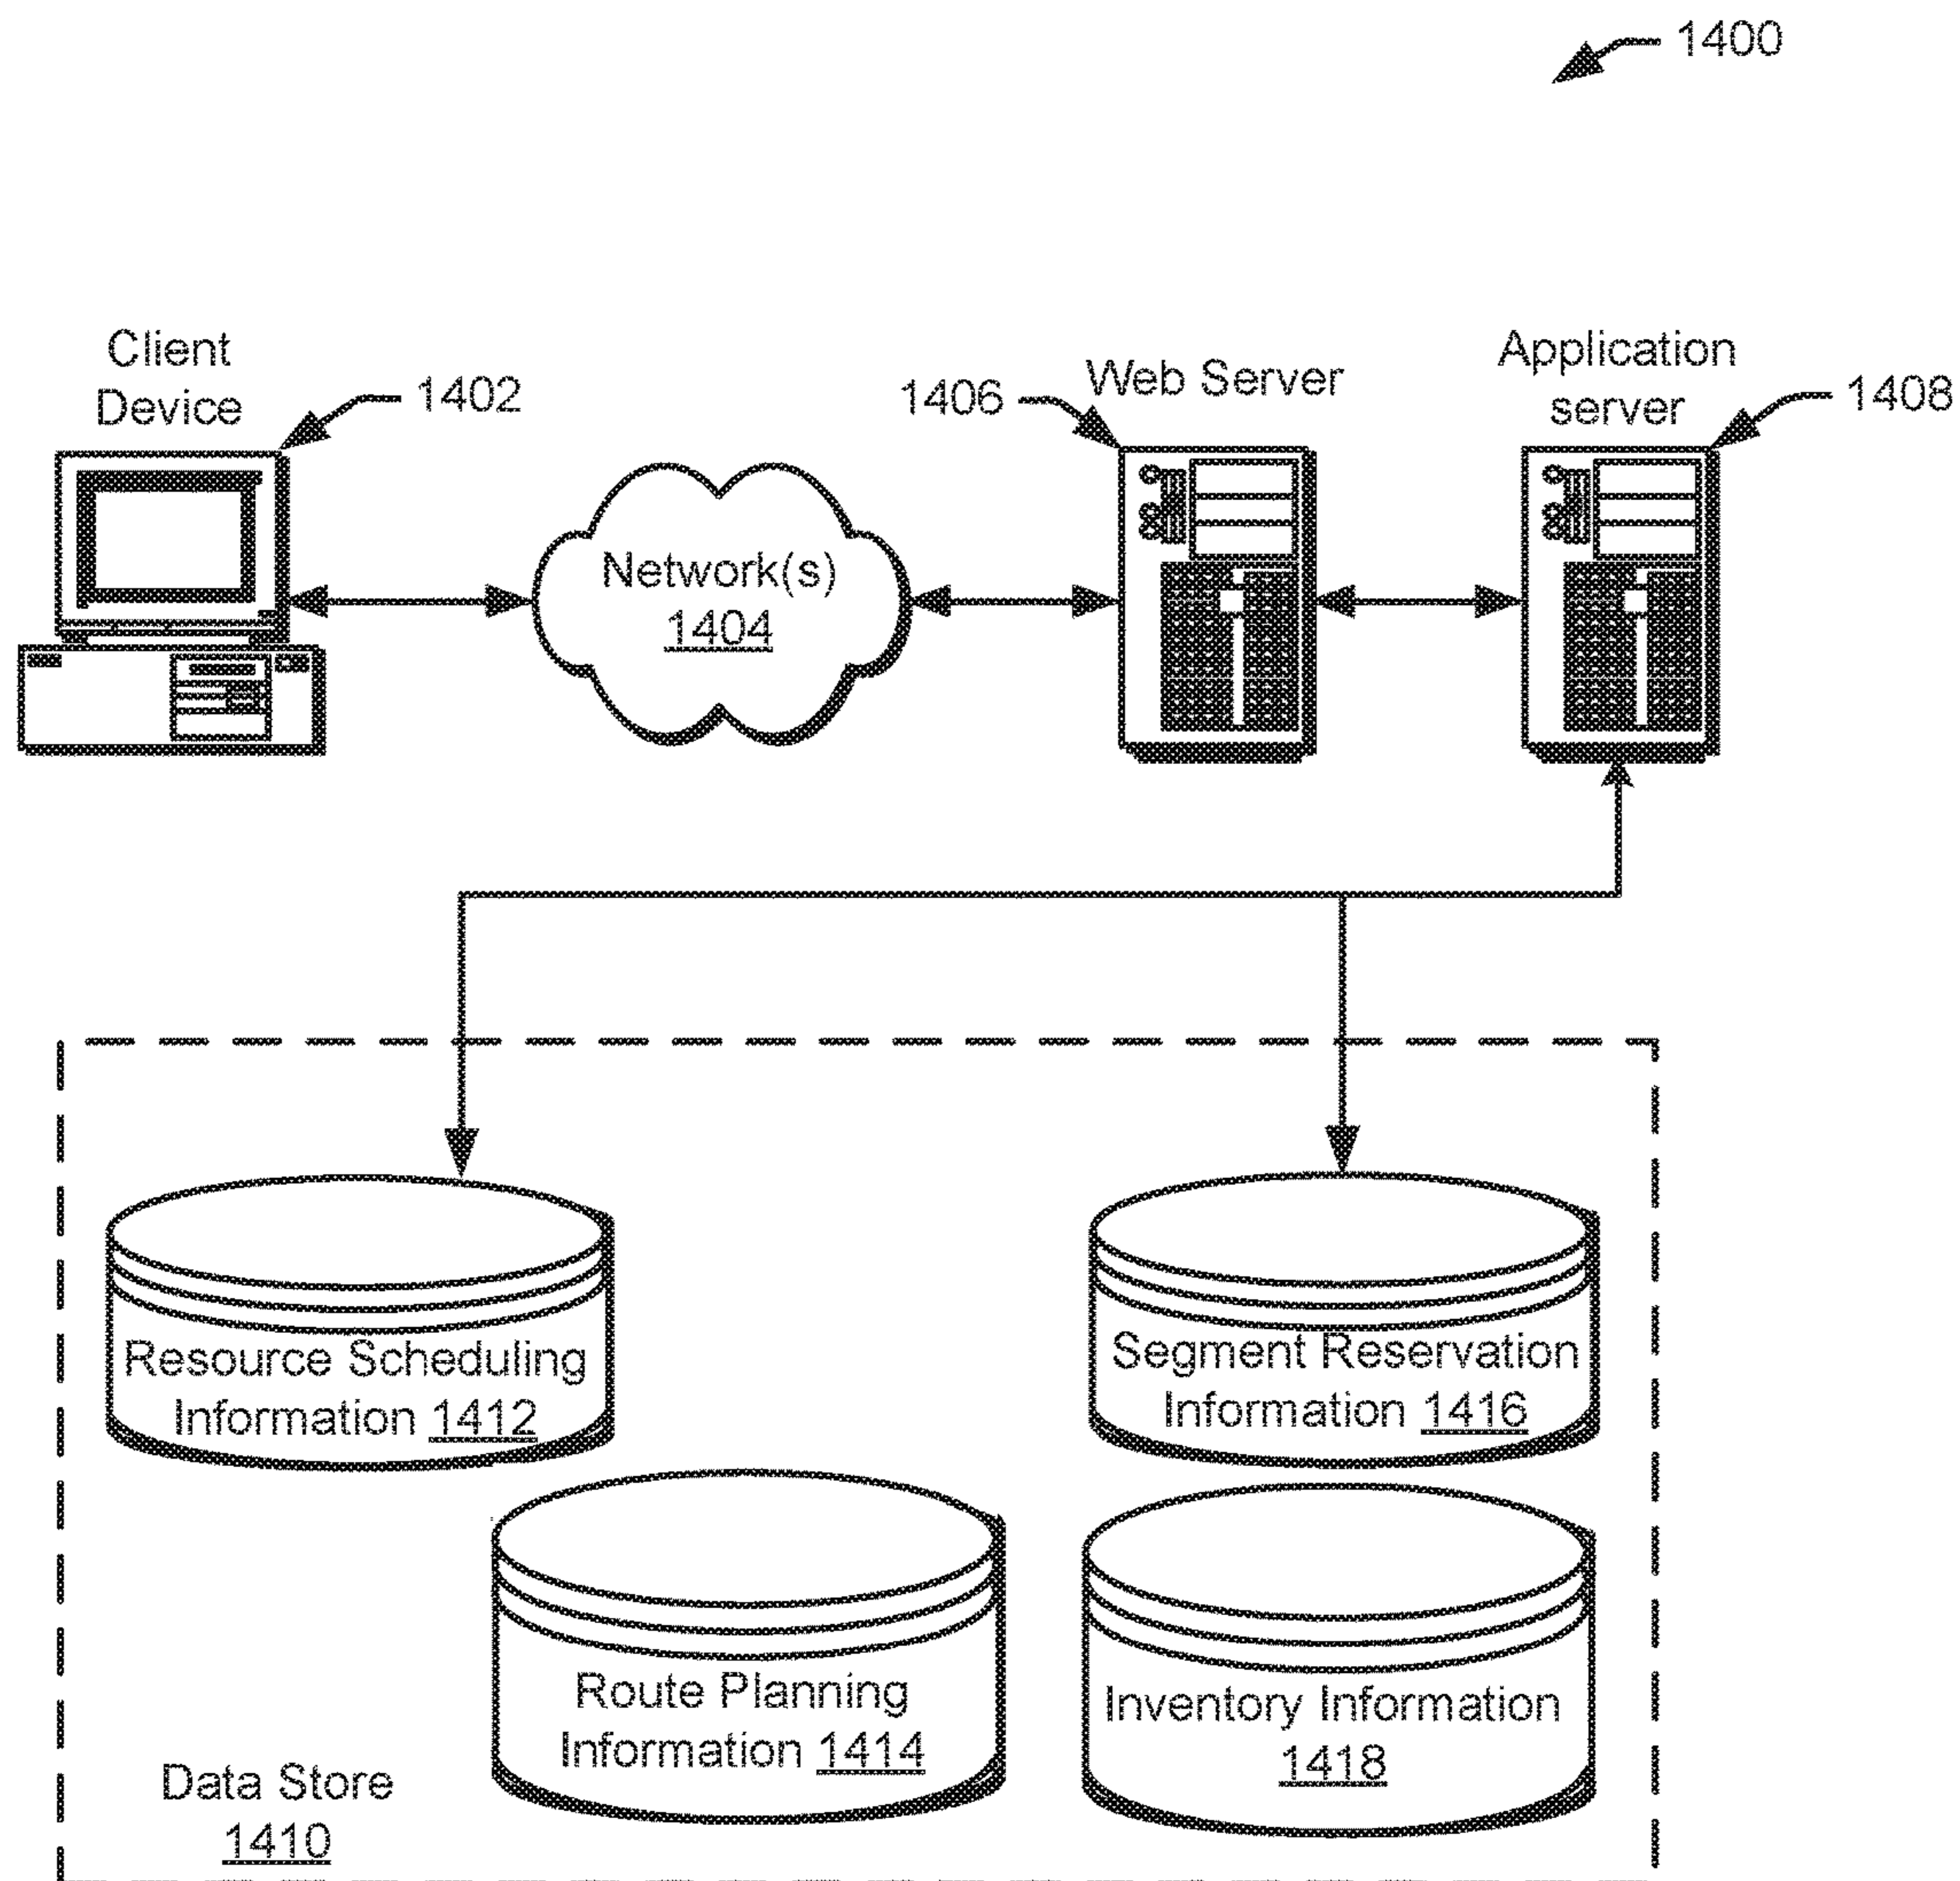 1400
Client
Device
1402
1406
Web Server
Application
server
1408
Network(s)
1404
Resource Scheduling
Information 1412
Segment Reservation
Information 1416
Route Planning
Information 1414
Inventory Information
1418
Data Store
1410